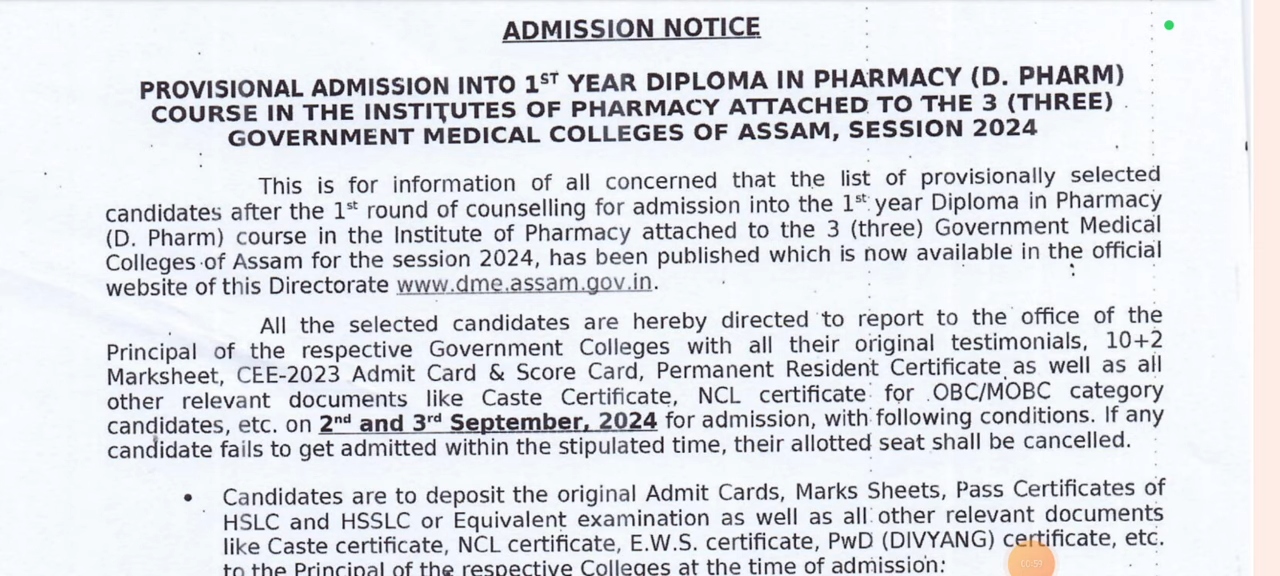 ADMISSION NOTICE
PROVISIONAL ADMISSION INTO 1ST YEAR DIPLOMA IN PHARMACY (D. PHARM)
COURSE IN THE INSTITUTES OF PHARMACY ATTACHED TO THE 3 (THREE)
GOVERNMENT MEDICAL COLLEGES OF ASSAM, SESSION 2024
This is for information of all concerned that the list of provisionally selected
candidates after the 1st round of counselling for admission into the 1st year Diploma in Pharmacy
(D. Pharm) course in the Institute of Pharmacy attached to the 3 (three) Government Medical
Colleges of Assam for the session 2024, has been published which is now available in the official
website of this Directorate www.dme.assam.gov.in.
All the selected candidates are hereby directed to report to the office of the
Principal of the respective Government Colleges with all their original testimonials, 10+2
Marksheet, CEE-2023 Admit Card & Score Card, Permanent Resident Certificate as well as all
other relevant documents like Caste Certificate, NCL certificate for OBC/MOBC category
candidates, etc. on 2nd and 3rd September, 2024 for admission, with following conditions. If any
candidate fails to get admitted within the stipulated time, their allotted seat shall be cancelled.
• Candidates are to deposit the original Admit Cards, Marks Sheets, Pass Certificates of
HSLC and HSSLC or Equivalent examination as well as all other relevant documents
like Caste certificate, NCL certificate, E.W.S. certificate, PwD (DIVYANG) certificate, etc.
to the Principal of the respective Colleges at the time of admission: